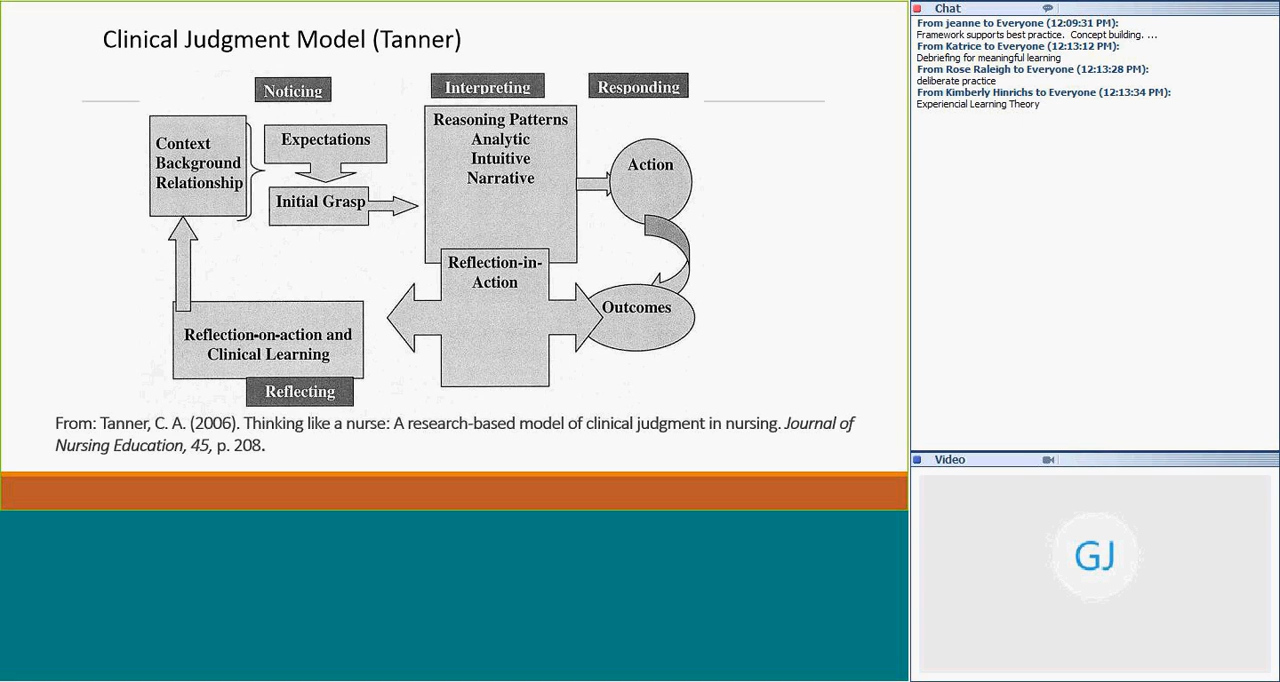 Clinical Judgment Model (Tanner)
Noticing
Interpreting
Responding
Context
Background
Relationship
Expectations
Initial Grasp
Reasoning Patterns
Analytic
Intuitive
Narrative
Action
Reflection-in-
Action
Outcomes
Reflection-on-action and
Clinical Learning
Reflecting
From: Tanner, C. A. (2006). Thinking like a nurse: A research-based model of clinical judgment in nursing. Journal of
Nursing Education, 45, p. 208.
Chat
From jeanne to Everyone (12:09:31 PM):
Framework supports best practice. Concept building. ...
From Katrice to Everyone (12:13:12 PM):
Debriefing for meaningful learning
From Rose Raleigh to Everyone (12:13:28 PM):
deliberate practice
From Kimberly Hinrichs to Everyone (12:13:34 PM):
Experiencial Learning Theory
Video
GJ